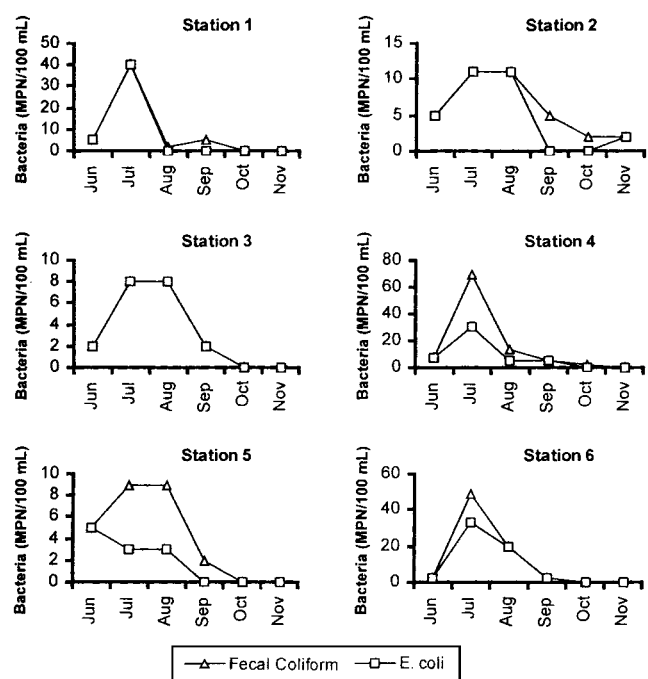 Station 1
Bacteria (MPN/100 mL)
50
40
30
20
10
0
Jun Jul Aug Sep Oct Nov
Station 2
Bacteria (MPN/100 mL)
15
10
5
0
Jun Jul Aug Sep Oct Nov
Station 3
Bacteria (MPN/100 mL)
8
6
4
2
0
Jun Jul Aug Sep Oct Nov
Station 4
Bacteria (MPN/100 mL)
80
60
40
20
0
Jun Jul Aug Sep Oct Nov
Station 5
Bacteria (MPN/100 mL)
10
8
6
4
2
0
Jun Jul Aug Sep Oct Nov
Station 6
Bacteria (MPN/100 mL)
60
40
20
0
Jun Jul Aug Sep Oct Nov
Fecal Coliform E. coli